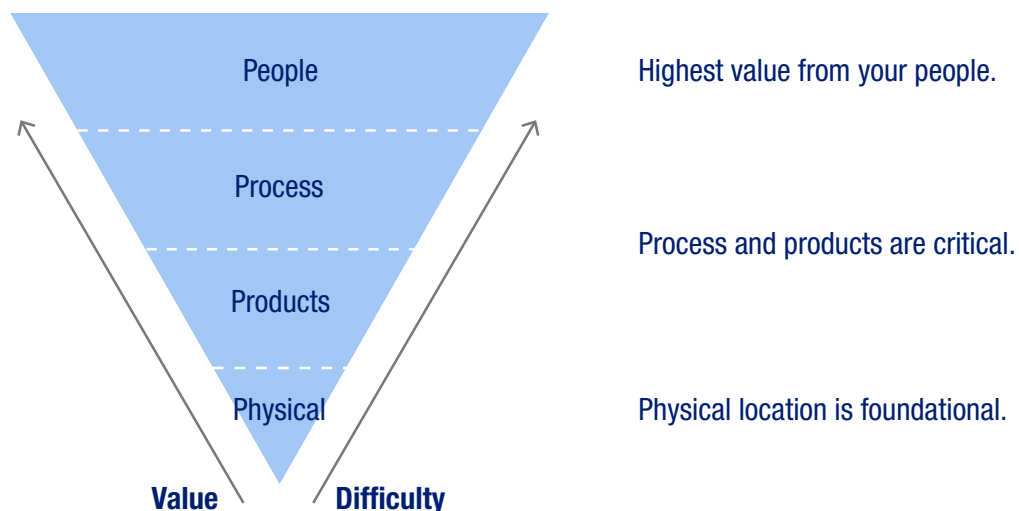 People
Highest value from your people.
Process
Process and products are critical.
Products
Physical
Physical location is foundational.
Value
Difficulty